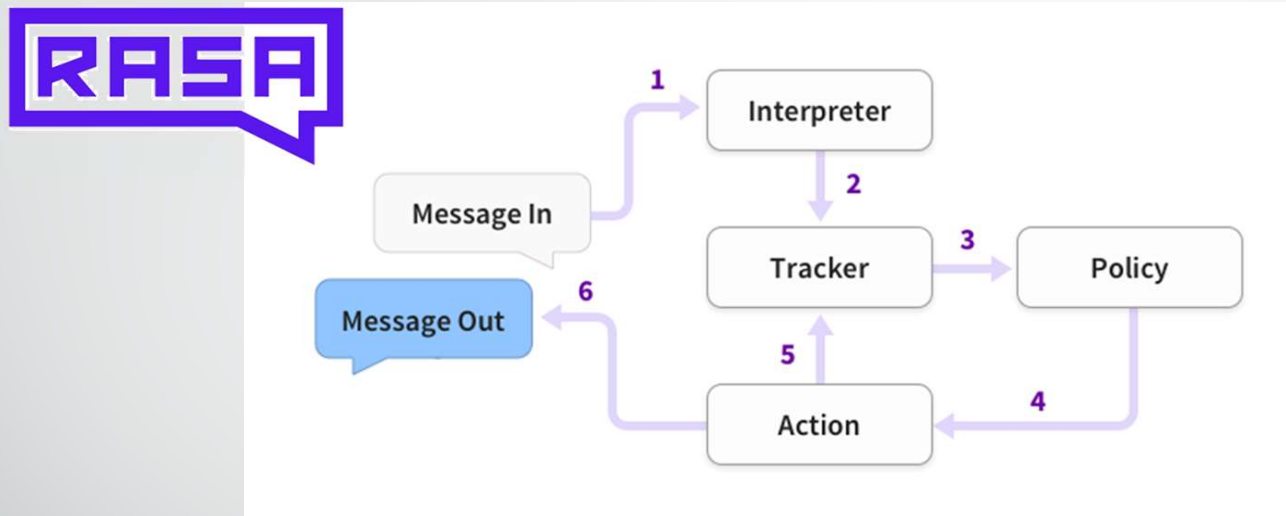 RASA
1
Interpreter
2
Message In
3
Tracker
Policy
6
Message Out
5
4
Action